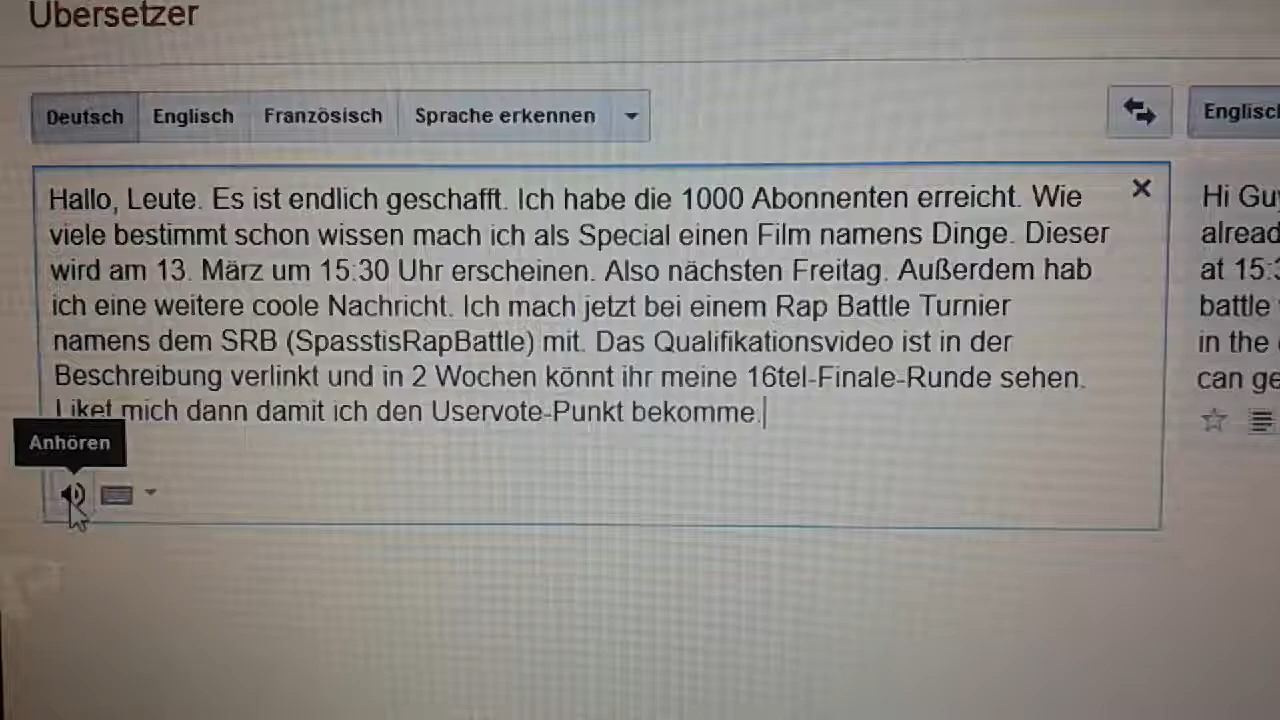 Übersetzer
Deutsch Englisch Französisch Sprache erkennen
Hallo, Leute. Es ist endlich geschafft. Ich habe die 1000 Abonnenten erreicht. Wie
viele bestimmt schon wissen mach ich als Special einen Film namens Dinge. Dieser
wird am 13. März um 15:30 Uhr erscheinen. Also nächsten Freitag. Außerdem hab
ich eine weitere coole Nachricht. Ich mach jetzt bei einem Rap Battle Turnier
namens dem SRB (SpasstisRapBattle) mit. Das Qualifikationsvideo ist in der
Beschreibung verlinkt und in 2 Wochen könnt ihr meine 16tel-Finale-Runde sehen.
Liket mich dann damit ich den Uservote-Punkt bekomme.
Anhören
Englisc
Hi Gu
alread
at 15:3
battle
in the
can ge